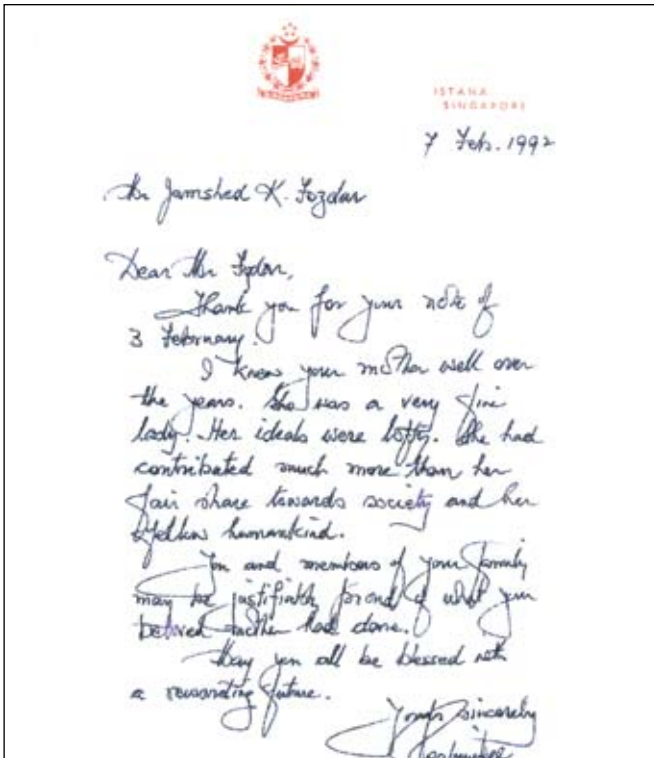 SINGAPURA
ISTANA
SINGAPORE
7 Feb. 1992
Mr Jamshed K. Fozdar
Dear Mr Fozdar,
Thank you for your note of
3 February.
I knew your mother well over
the years. She was a very fine
lady. Her ideals were lofty. She had
contributed much more than her
fair share towards society and her
fellow humankind.
You and members of your family
may be justifiably proud of what your
beloved mother had done.
May you all be blessed with
a rewarding future.
Yours sincerely